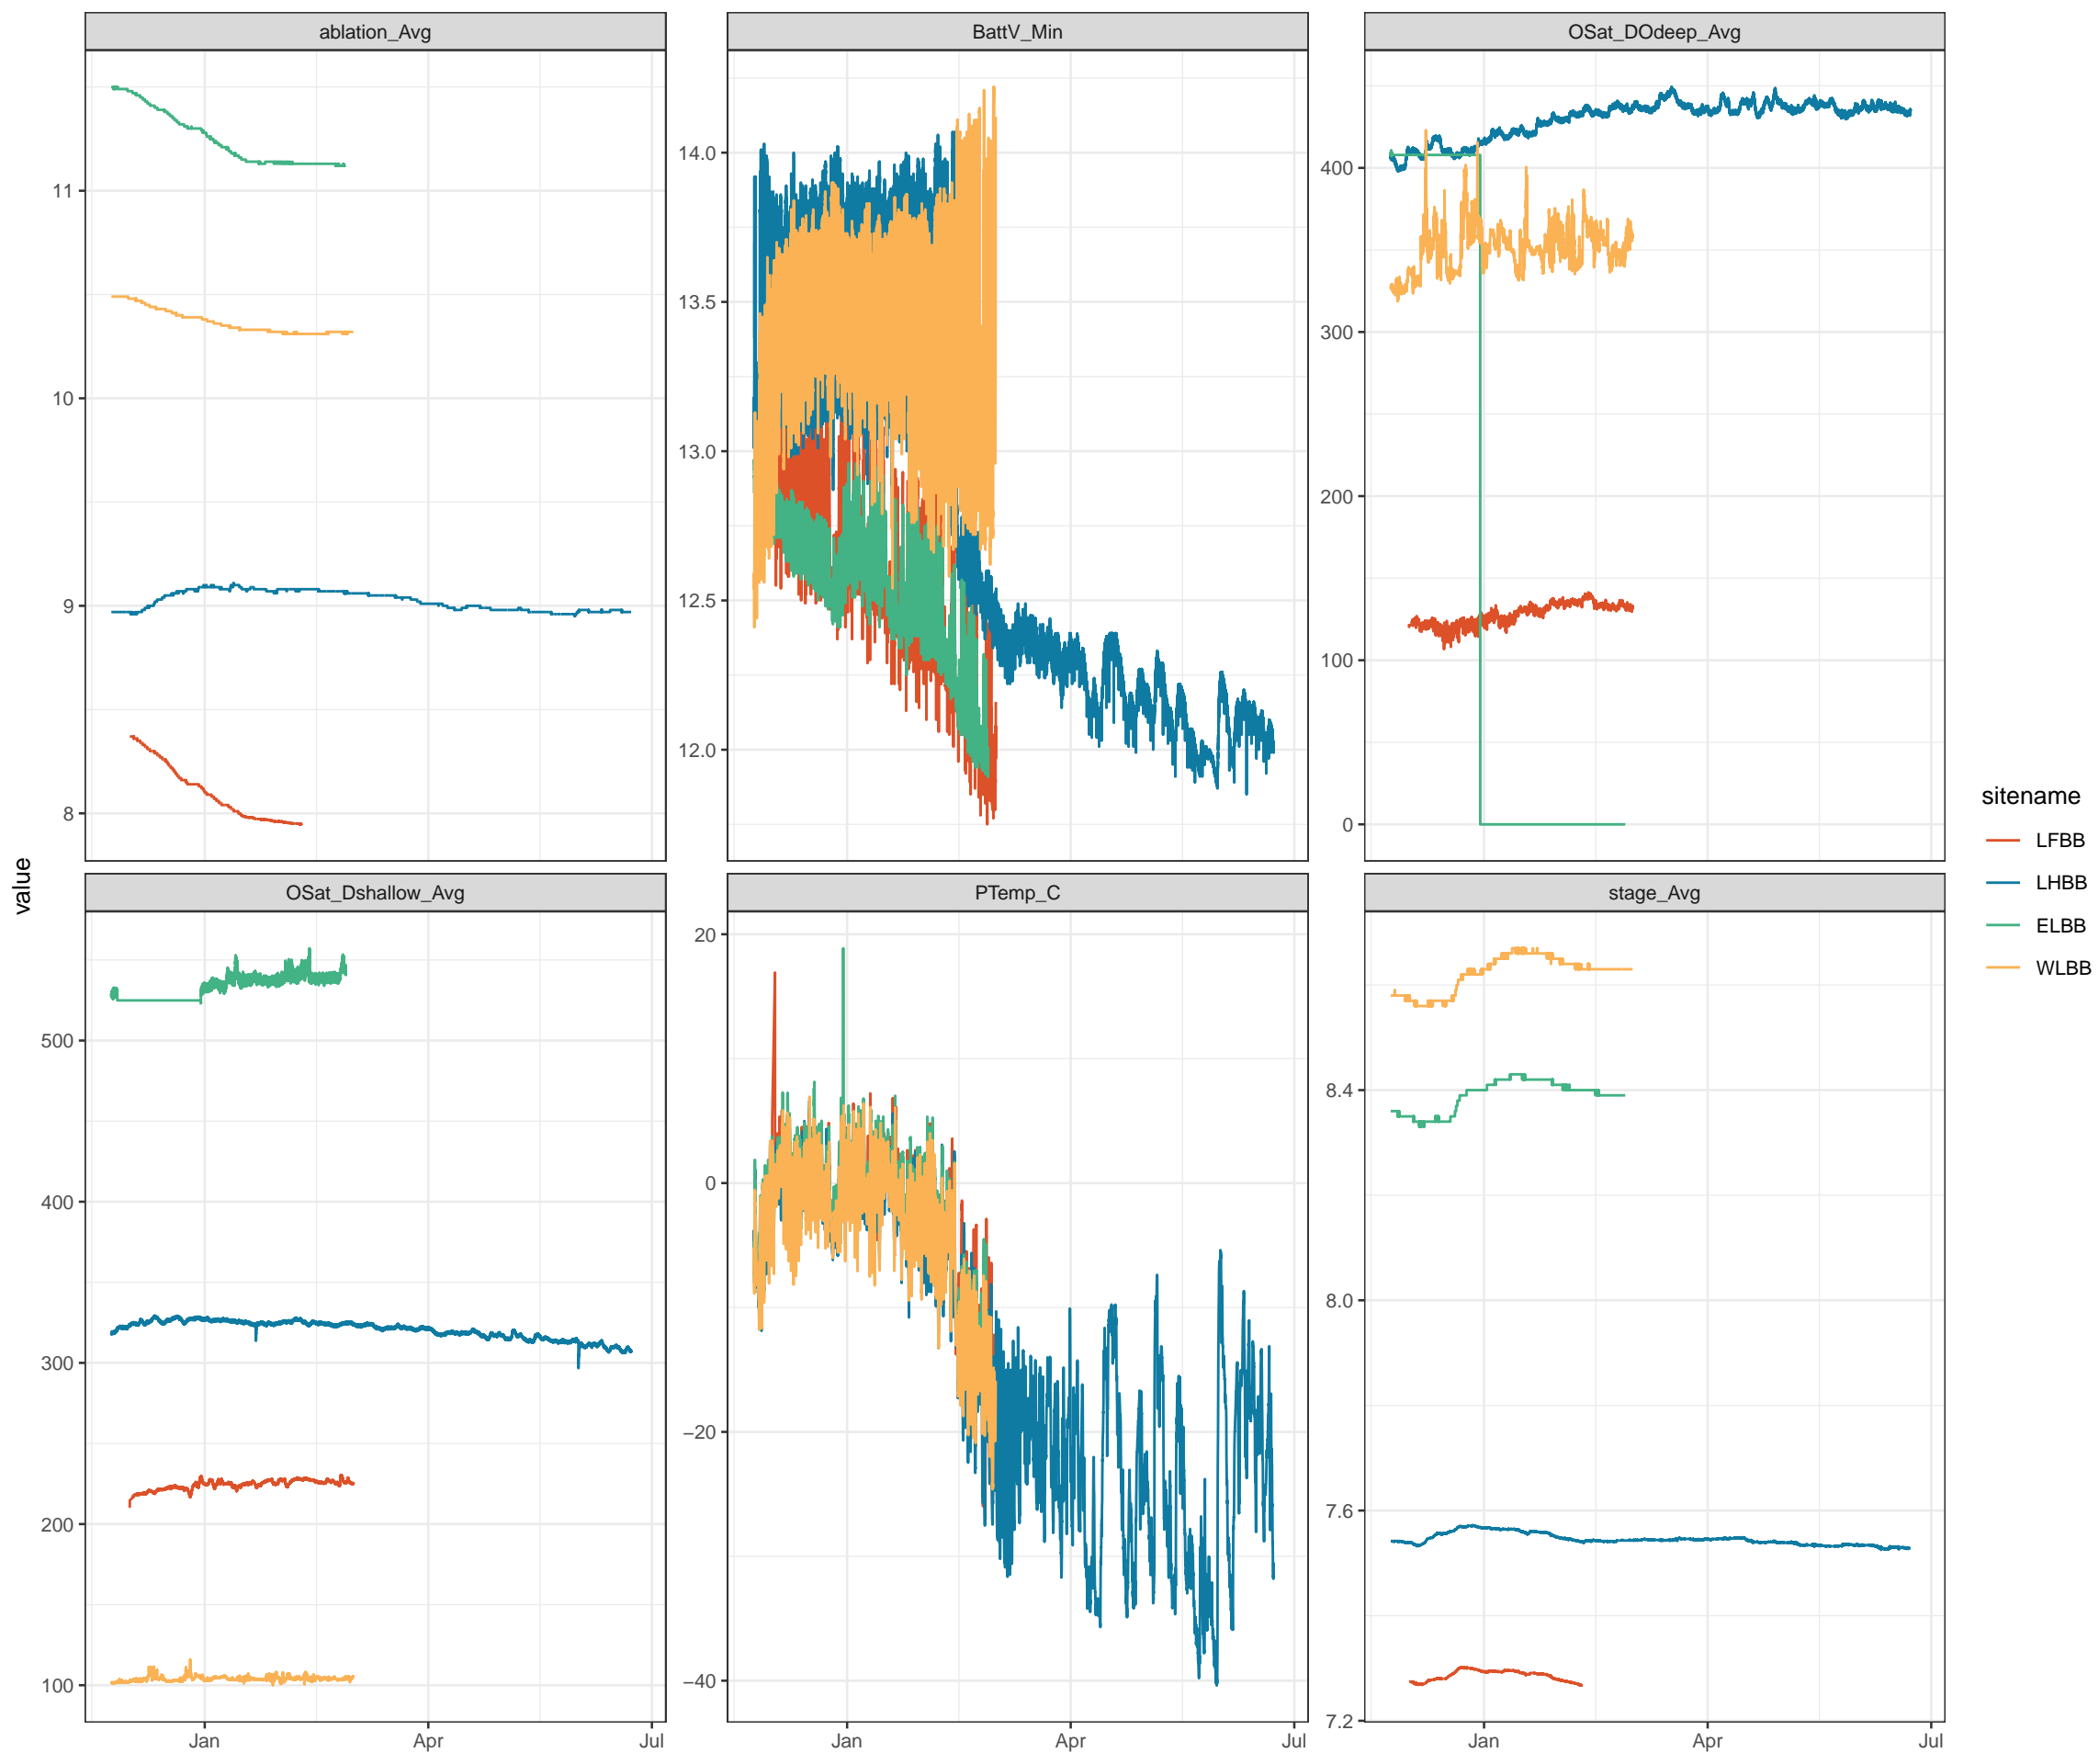 ablation_Avg
BattV_Min
OSat_DOdeep_Avg
11
10
9
8
14.0
13.5
13.0
12.5
12.0
400
300
200
100
0
value
OSat_Dshallow_Avg
PTemp_C
stage_Avg
500
400
300
200
100
20
0
−20
−40
8.4
8.0
7.6
7.2
Jan Apr Jul
Jan Apr Jul
Jan Apr Jul
sitename
LFBB
LHBB
ELBB
WLBB